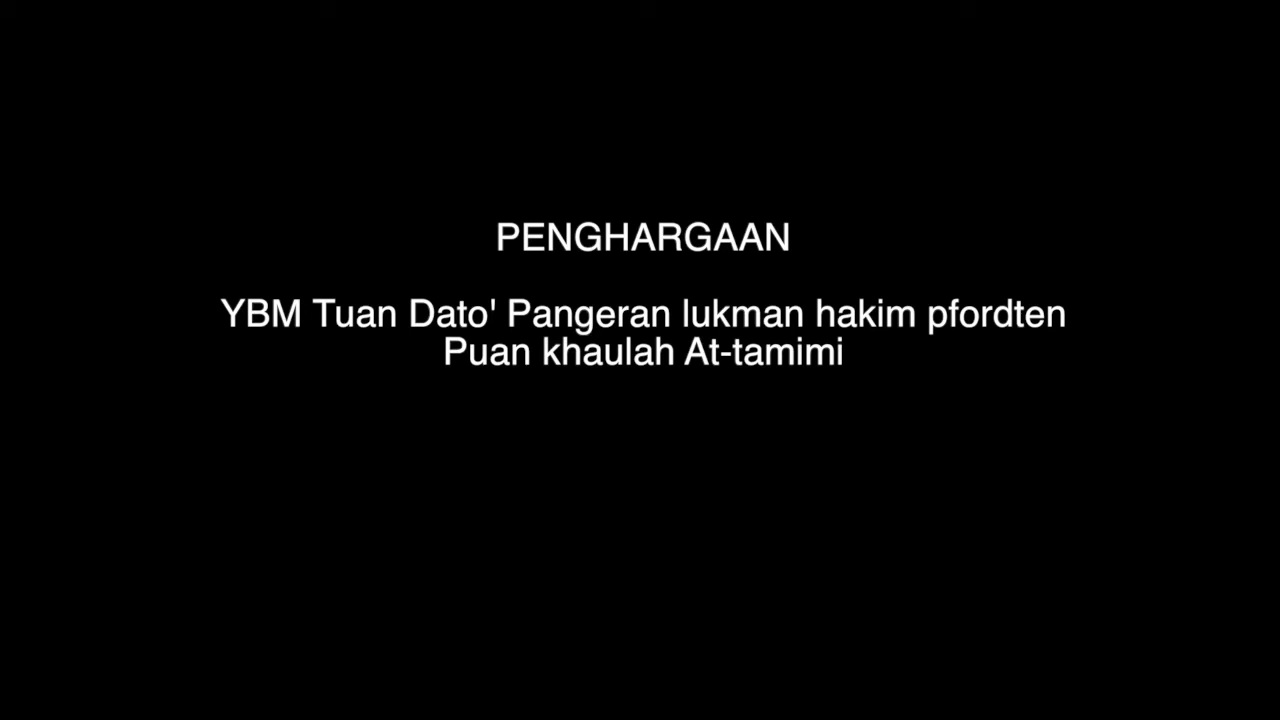 PENGHARGAAN
YBM Tuan Dato' Pangeran lukman hakim pfordten
Puan khaulah At-tamimi